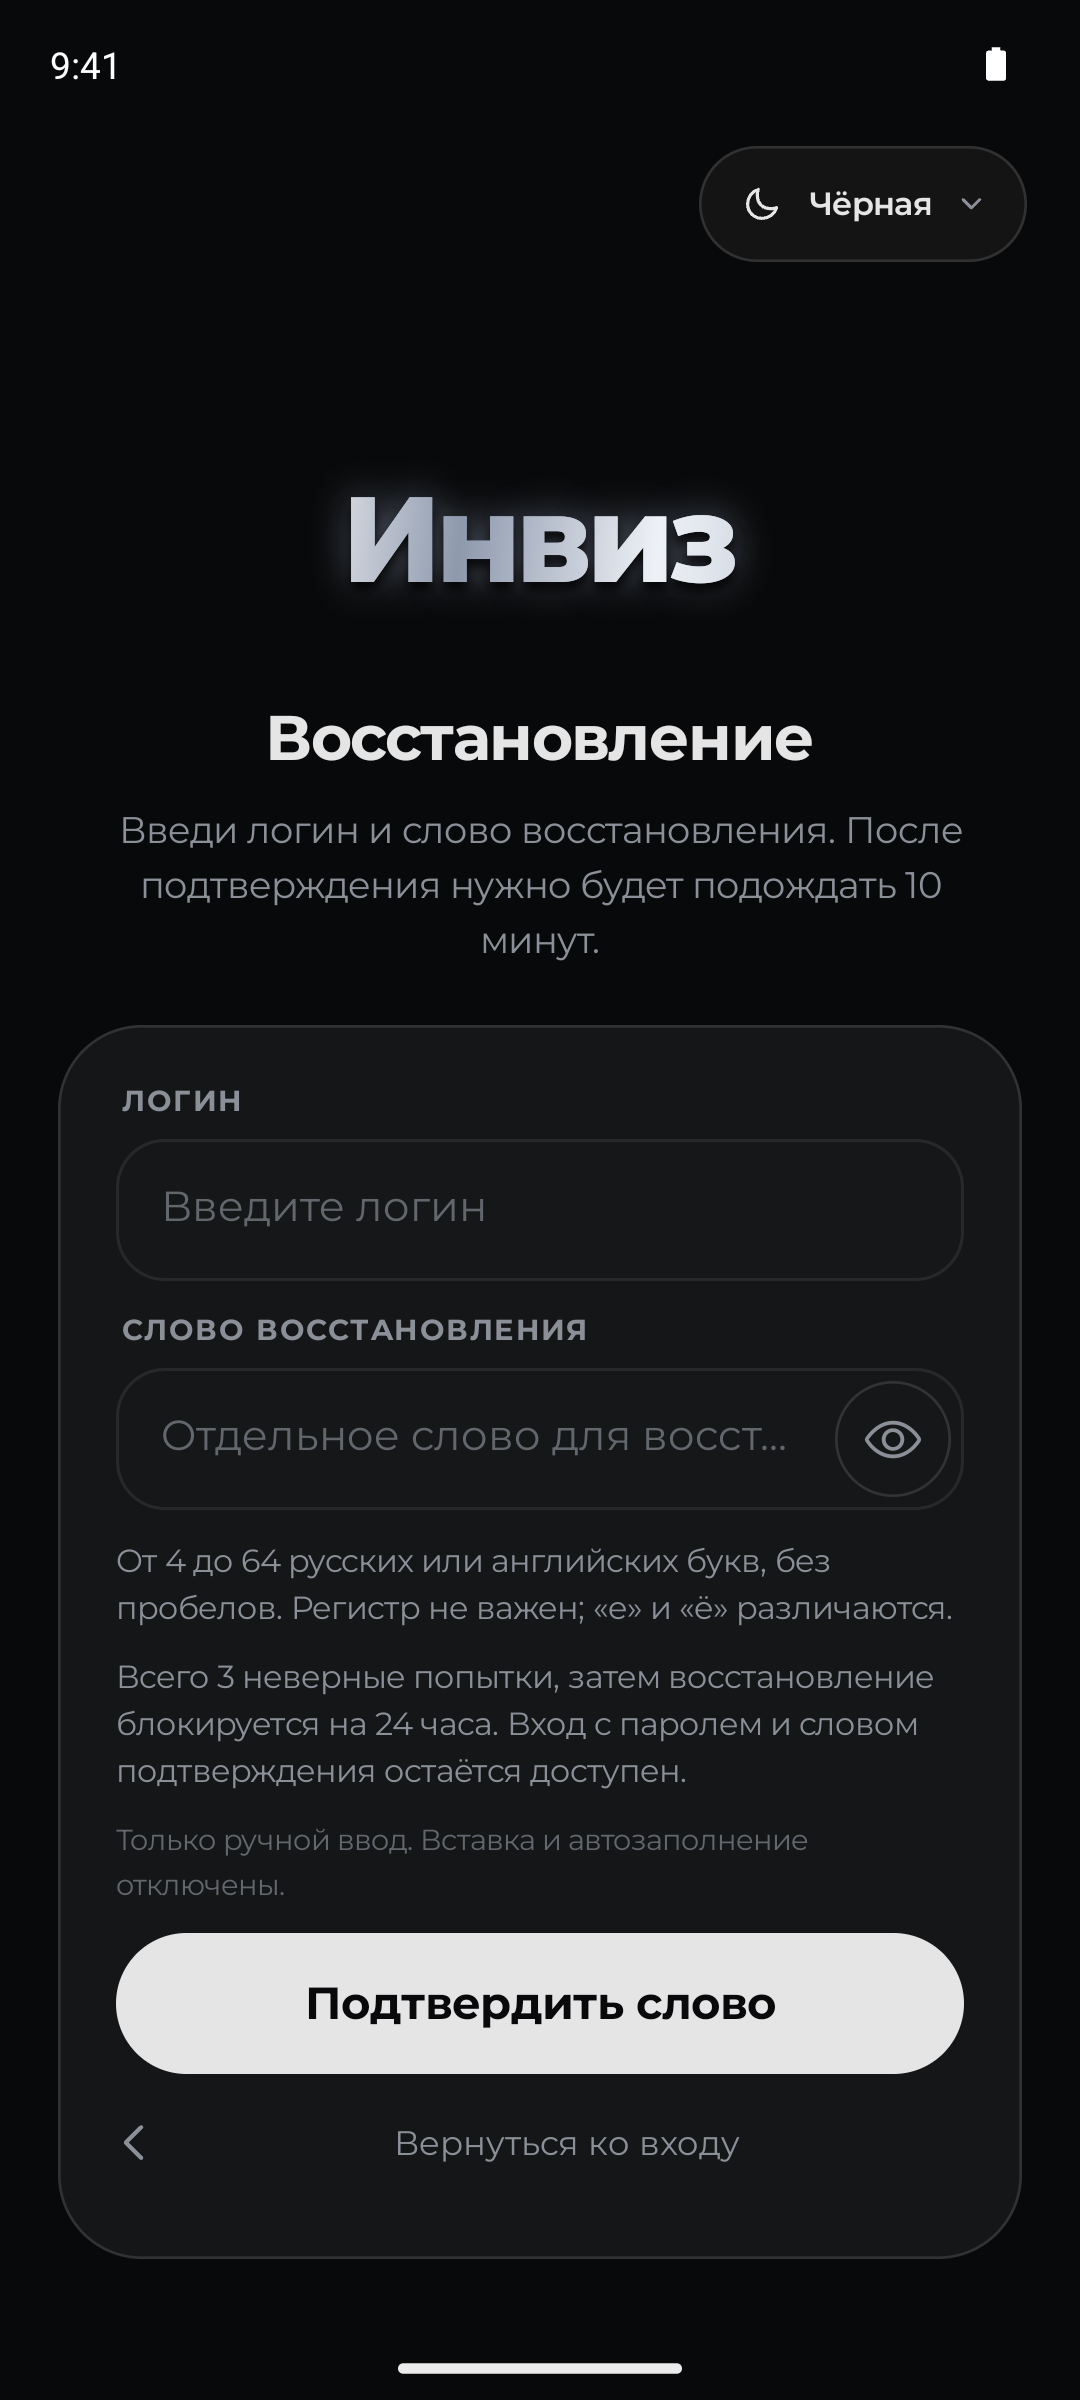 9:41
Чёрная
Инвиз
Восстановление
Введи логин и слово восстановления. После
подтверждения нужно будет подождать 10
минут.
ЛОГИН
Введите логин
СЛОВО ВОССТАНОВЛЕНИЯ
Отдельное слово для восст...
От 4 до 64 русских или английских букв, без
пробелов. Регистр не важен; «е» и «ё» различаются.
Всего 3 неверные попытки, затем восстановление
блокируется на 24 часа. Вход с паролем и словом
подтверждения остаётся доступен.
Только ручной ввод. Вставка и автозаполнение
отключены.
Подтвердить слово
Вернуться ко входу